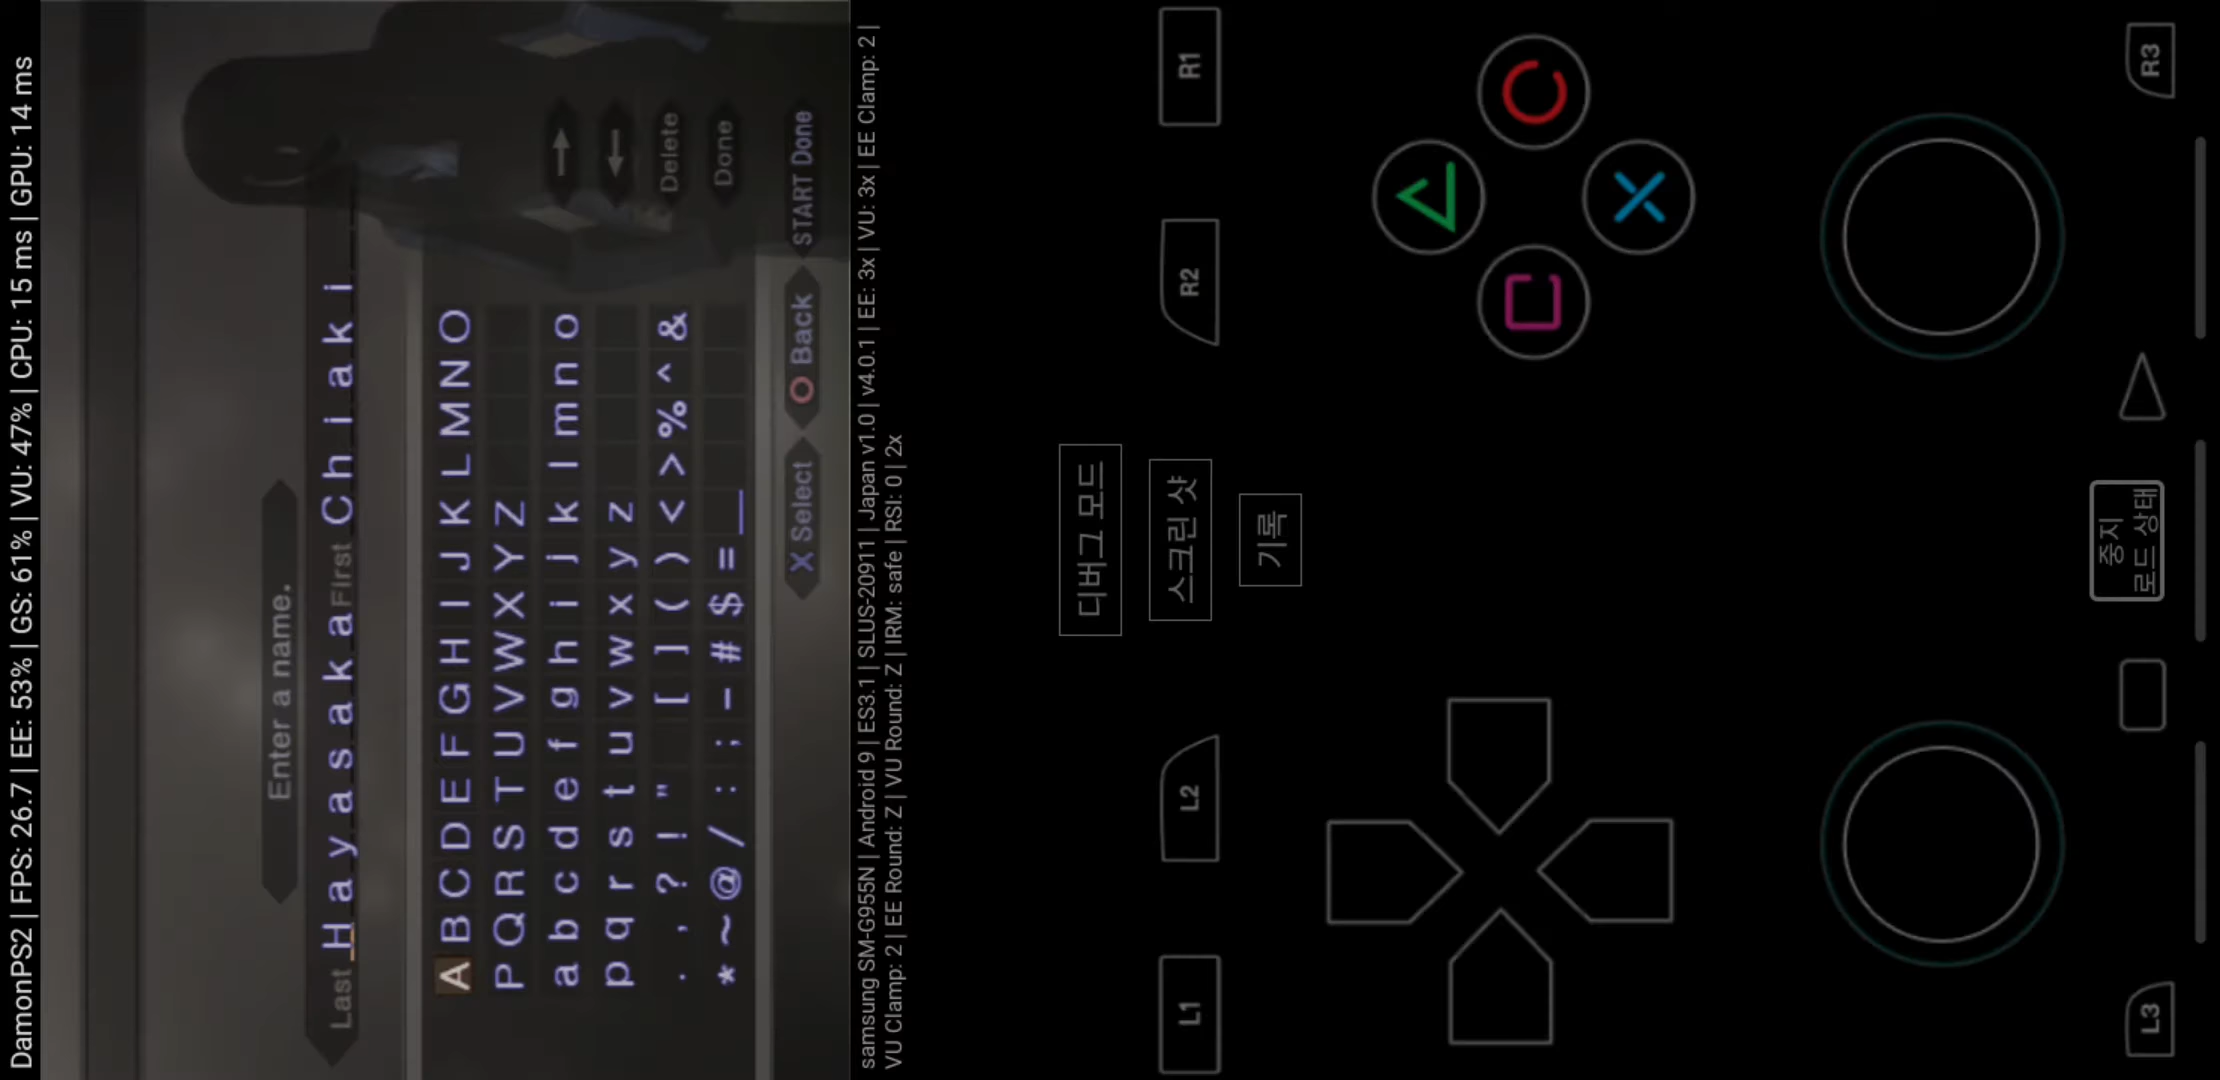 DamonPS2 | FPS: 26.7 | EE: 53% | GS: 61% | VU: 47% | CPU: 15 ms | GPU: 14 ms
Enter a name.
Last Hayasaka First Chiaki
A B C D E F G H I J K L M N O
P Q R S T U V W X Y Z
a b c d e f g h i j k l m n o
p q r s t u v w x y z
. , ? ! " [ ] ( ) < > % ^ &
* ~ @ / : ; - # $ = _
→
←
Delete
Done
X Select O Back START Done
samsung SM-G955N | Android 9 | ES3.1 | SLUS-20911 | Japan v1.0 | v4.0.1 | EE: 3x | VU: 3x | EE Clamp: 2 |
VU Clamp: 2 | EE Round: Z | VU Round: Z | IRM: safe | RSI: 0 | 2x
디버그 모드
L1 L2 R2 R1
스크린 샷
기록
중지
로드 상태
L3 R3